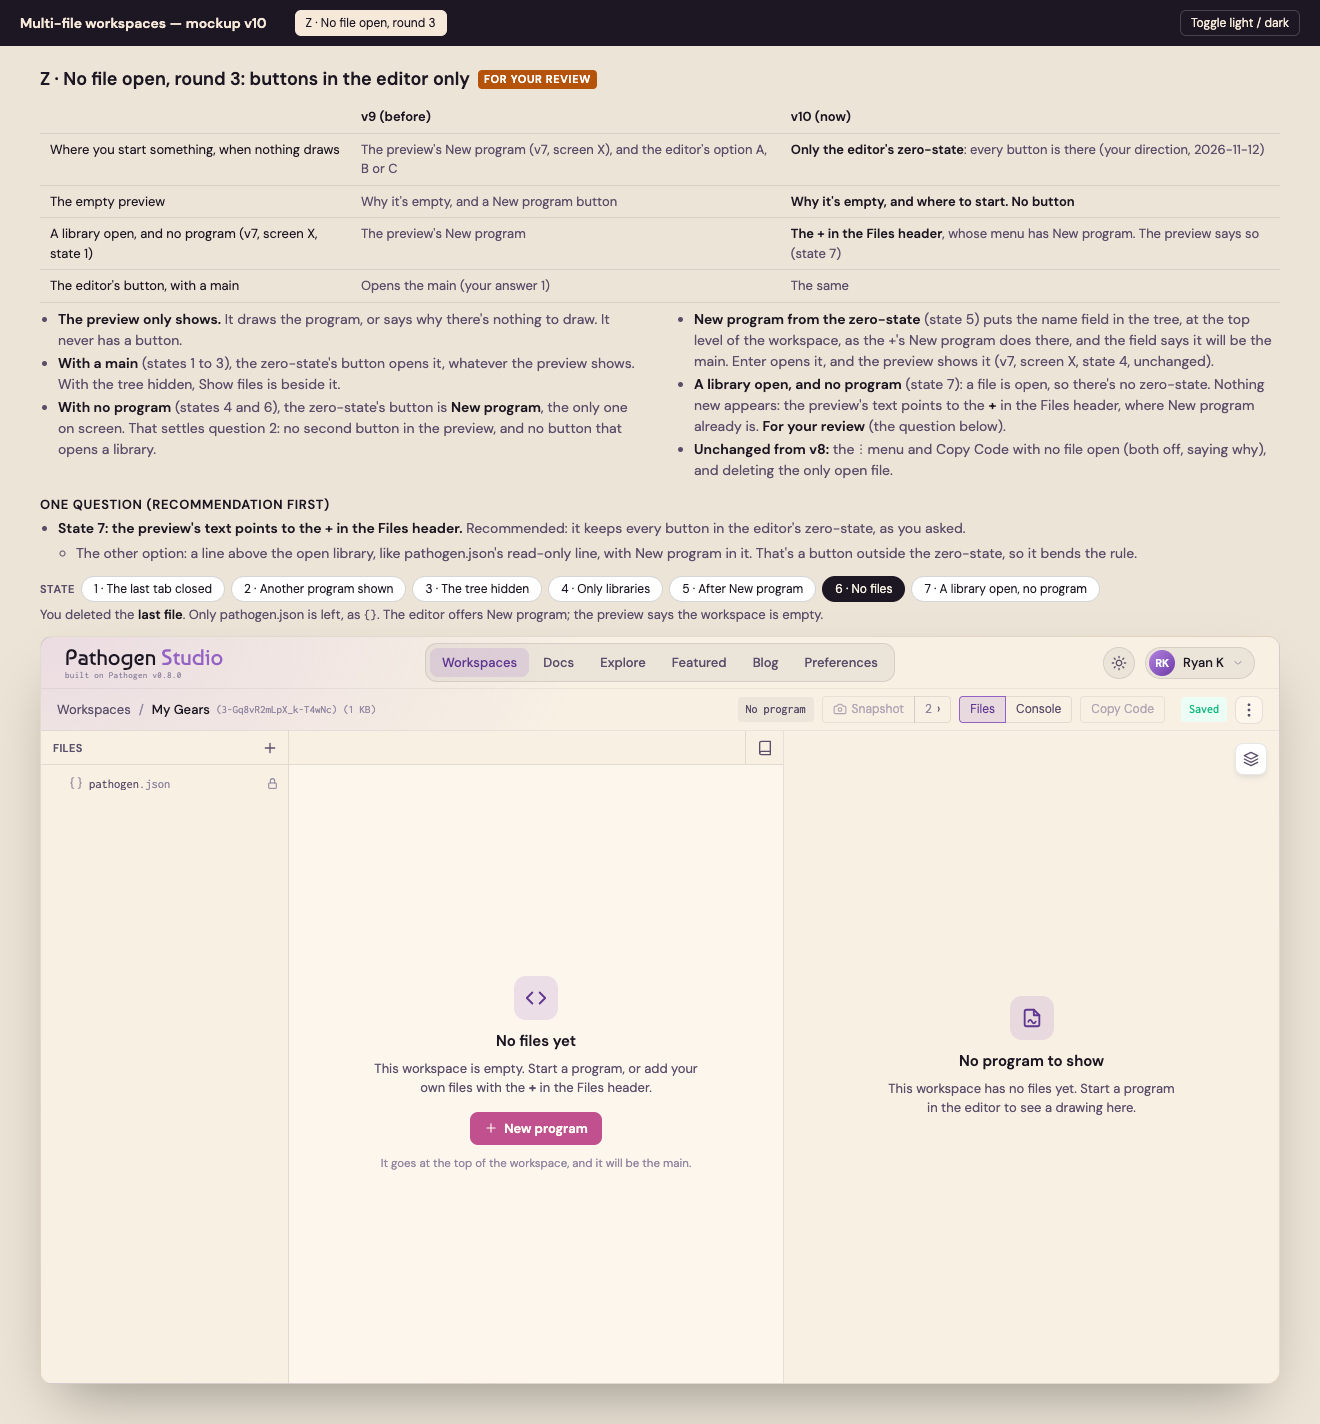 Multi-file workspaces — mockup v10
Z · No file open, round 3
Toggle light / dark
Z · No file open, round 3: buttons in the editor only
FOR YOUR REVIEW
v9 (before)
v10 (now)
Where you start something, when nothing draws
The preview's New program (v7, screen X), and the editor's option A,
B or C
Only the editor's zero-state: every button is there (your direction, 2026-11-12)
The empty preview
Why it's empty, and a New program button
Why it's empty, and where to start. No button
A library open, and no program (v7, screen X,
state 1)
The preview's New program
The + in the Files header, whose menu has New program. The preview says so
(state 7)
The editor's button, with a main
Opens the main (your answer 1)
The same
• The preview only shows. It draws the program, or says why there's nothing to draw. It
never has a button.
• With a main (states 1 to 3), the zero-state's button opens it, whatever the preview shows.
With the tree hidden, Show files is beside it.
• With no program (states 4 and 6), the zero-state's button is New program, the only one
on screen. That settles question 2: no second button in the preview, and no button that
opens a library.
• New program from the zero-state (state 5) puts the name field in the tree, at the top
level of the workspace, as the +'s New program does there, and the field says it will be the
main. Enter opens it, and the preview shows it (v7, screen X, state 4, unchanged).
• A library open, and no program (state 7): a file is open, so there's no zero-state. Nothing
new appears: the preview's text points to the + in the Files header, where New program
already is. For your review (the question below).
• Unchanged from v8: the ⋮ menu and Copy Code with no file open (both off, saying why),
and deleting the only open file.
ONE QUESTION (RECOMMENDATION FIRST)
• State 7: the preview's text points to the + in the Files header. Recommended: it keeps every button in the editor's zero-state, as you asked.
◦ The other option: a line above the open library, like pathogen.json's read-only line, with New program in it. That's a button outside the zero-state, so it bends the rule.
STATE
1 · The last tab closed
2 · Another program shown
3 · The tree hidden
4 · Only libraries
5 · After New program
6 · No files
7 · A library open, no program
You deleted the last file. Only pathogen.json is left, as {}. The editor offers New program; the preview says the workspace is empty.
Pathogen Studio
built on Pathogen v0.8.0
Workspaces
Docs
Explore
Featured
Blog
Preferences
RK
Ryan K
Workspaces / My Gears (3-Gq8vR2mLpX_k-T4wNc) (1 KB)
No program
Snapshot
2 ›
Files
Console
Copy Code
Saved
FILES
+
{} pathogen.json
No files yet
This workspace is empty. Start a program, or add your
own files with the + in the Files header.
+ New program
It goes at the top of the workspace, and it will be the main.
No program to show
This workspace has no files yet. Start a program
in the editor to see a drawing here.